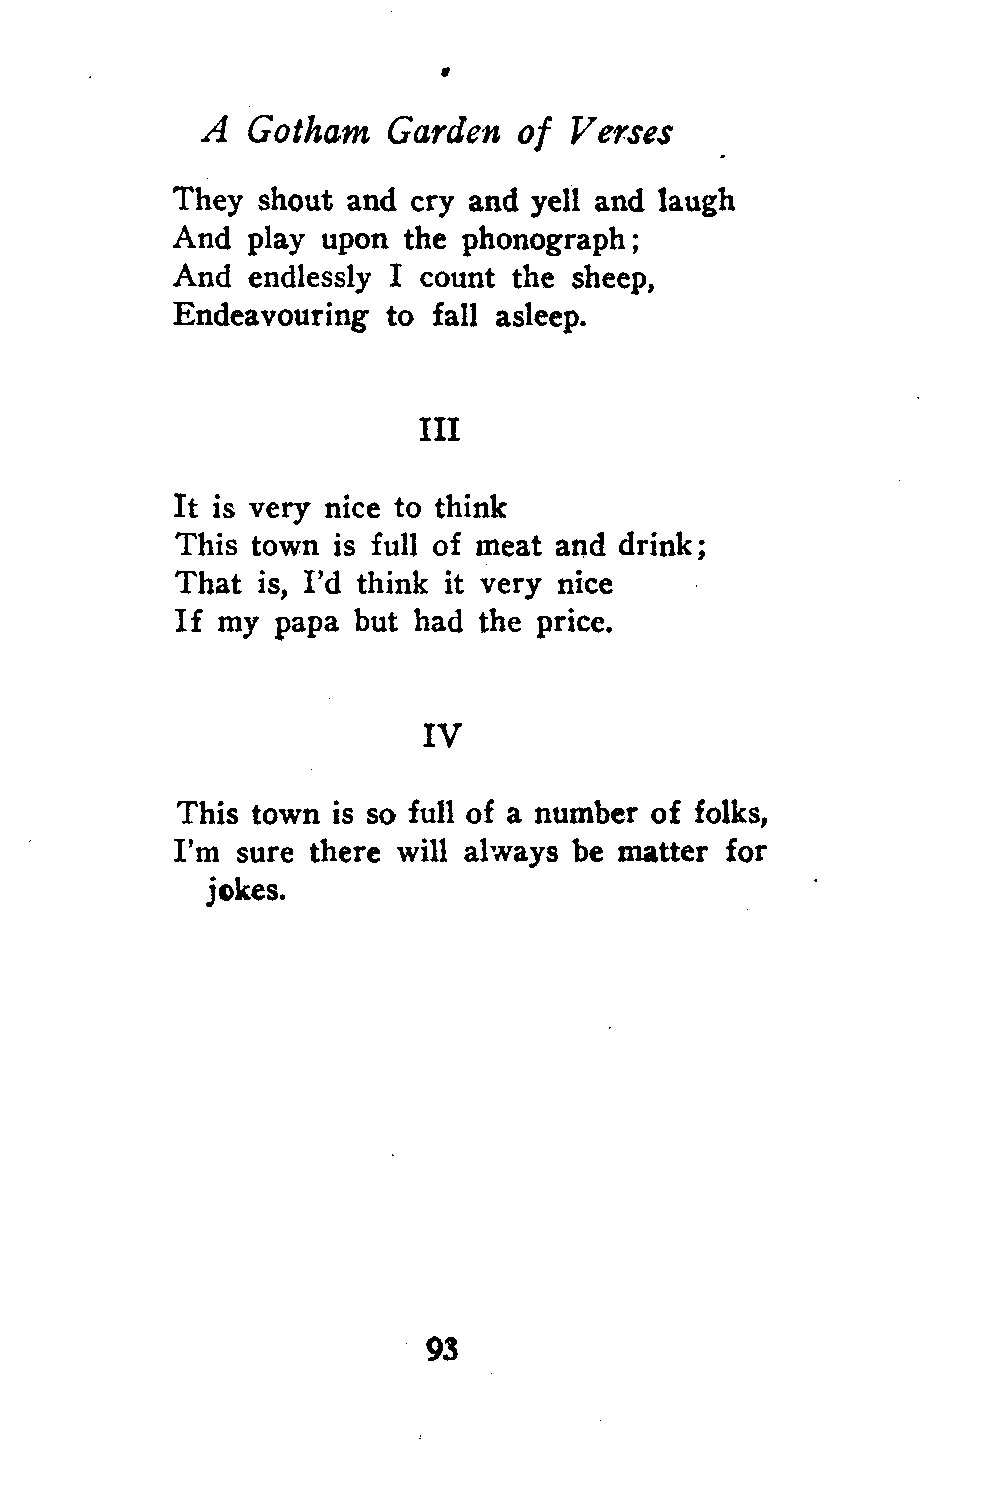 A Gotham Garden of Verses
They shout and cry and yell and laugh
And play upon the phonograph;
And endlessly I count the sheep,
Endeavouring to fall asleep.
III
It is very nice to think
This town is full of meat and drink;
That is, I'd think it very nice
If my papa but had the price.
IV
This town is so full of a number of folks,
I'm sure there will always be matter for
jokes.
93